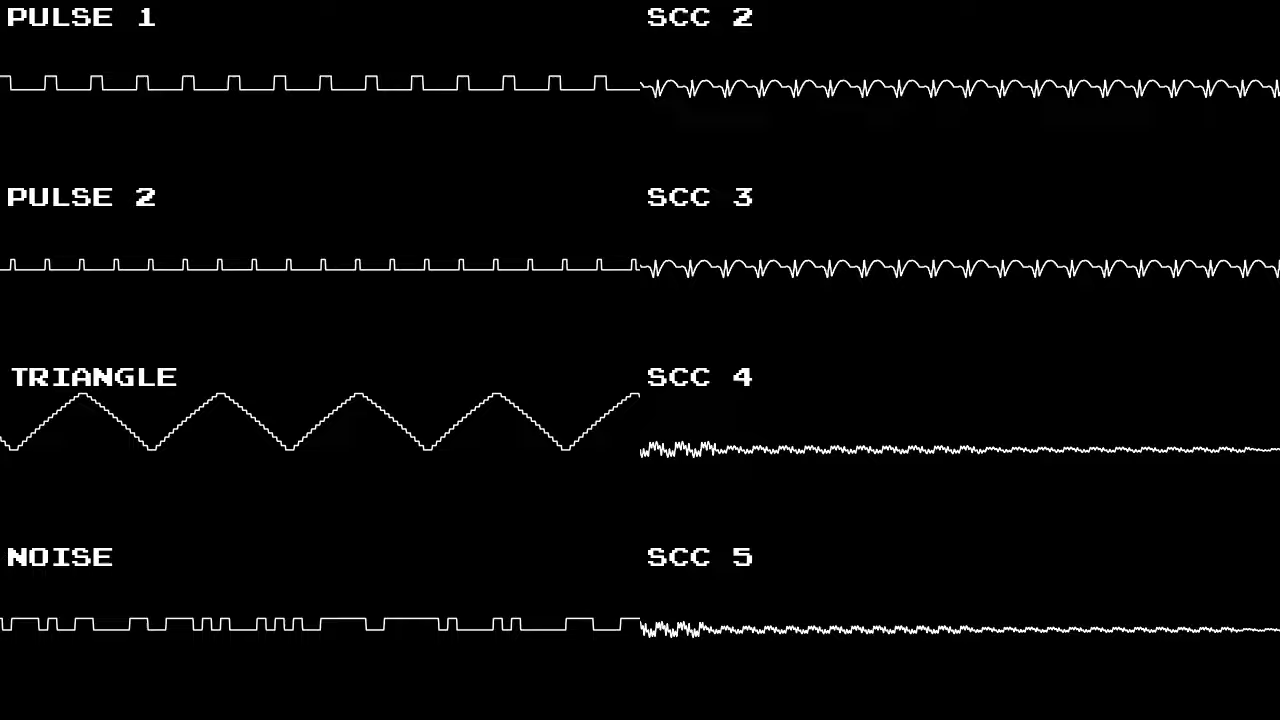 PULSE 1
PULSE 2
TRIANGLE
NOISE
SCC 2
SCC 3
SCC 4
SCC 5